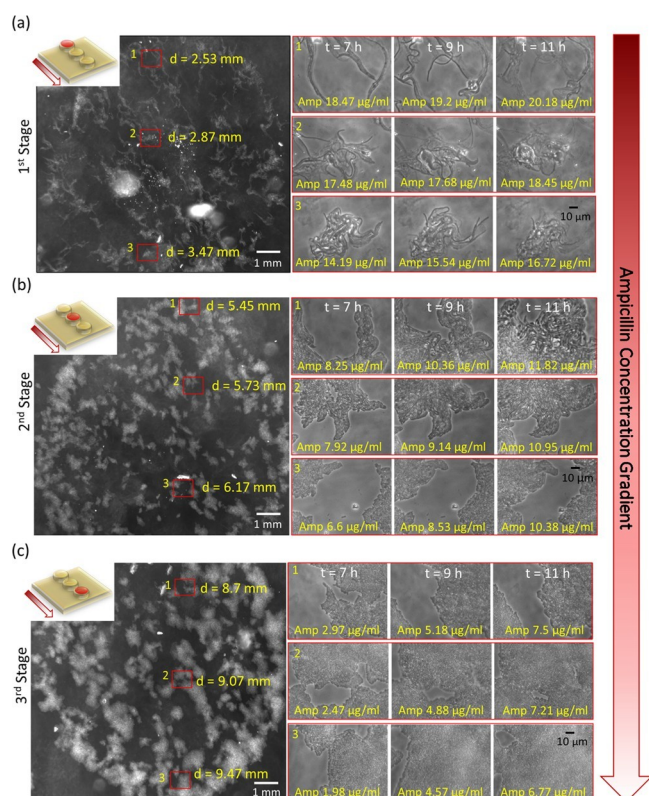 (a)
1st Stage
1
d = 2.53 mm
2
d = 2.87 mm
3
d = 3.47 mm
1 mm
1
t = 7 h
t = 9 h
t = 11 h
Amp 18.47 µg/ml
Amp 19.2 µg/ml
Amp 20.18 µg/ml
2
Amp 17.48 µg/ml
Amp 17.68 µg/ml
Amp 18.45 µg/ml
3
10 µm
Amp 14.19 µg/ml
Amp 15.54 µg/ml
Amp 16.72 µg/ml
(b)
2nd Stage
1
d = 5.45 mm
2
d = 5.73 mm
3
d = 6.17 mm
1 mm
1
t = 7 h
t = 9 h
t = 11 h
Amp 8.25 µg/ml
Amp 10.36 µg/ml
Amp 11.82 µg/ml
2
Amp 7.92 µg/ml
Amp 9.14 µg/ml
Amp 10.95 µg/ml
3
10 µm
Amp 6.6 µg/ml
Amp 8.53 µg/ml
Amp 10.38 µg/ml
(c)
3rd Stage
1
d = 8.7 mm
2
d = 9.07 mm
3
d = 9.47 mm
1 mm
1
t = 7 h
t = 9 h
t = 11 h
Amp 2.97 µg/ml
Amp 5.18 µg/ml
Amp 7.5 µg/ml
2
Amp 2.47 µg/ml
Amp 4.88 µg/ml
Amp 7.21 µg/ml
3
10 µm
Amp 1.98 µg/ml
Amp 4.57 µg/ml
Amp 6.77 µg/ml
Ampicillin Concentration Gradient